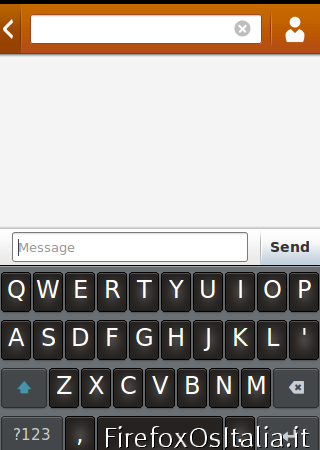 Message Send
Q W E R T Y U I O P
A S D F G H J K L '
Z X C V B N M
?123 , .
FirefoxOsItalia.it